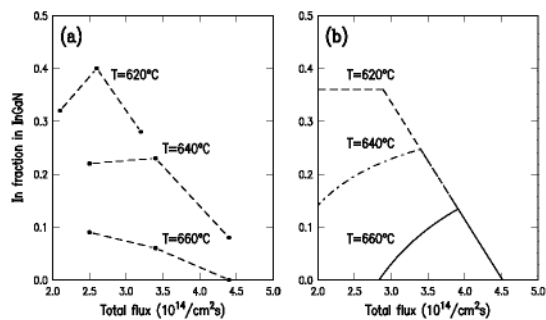 0.5
0.4
0.3
0.2
0.1
0.0
In fraction in InGaN
(a)
T=620°C
T=640°C
T=660°C
2.0 2.5 3.0 3.5 4.0 4.5 5.0
Total flux (10¹⁴/cm²s)
0.5
0.4
0.3
0.2
0.1
0.0
(b)
T=620°C
T=640°C
T=660°C
2.0 2.5 3.0 3.5 4.0 4.5 5.0
Total flux (10¹⁴/cm²s)